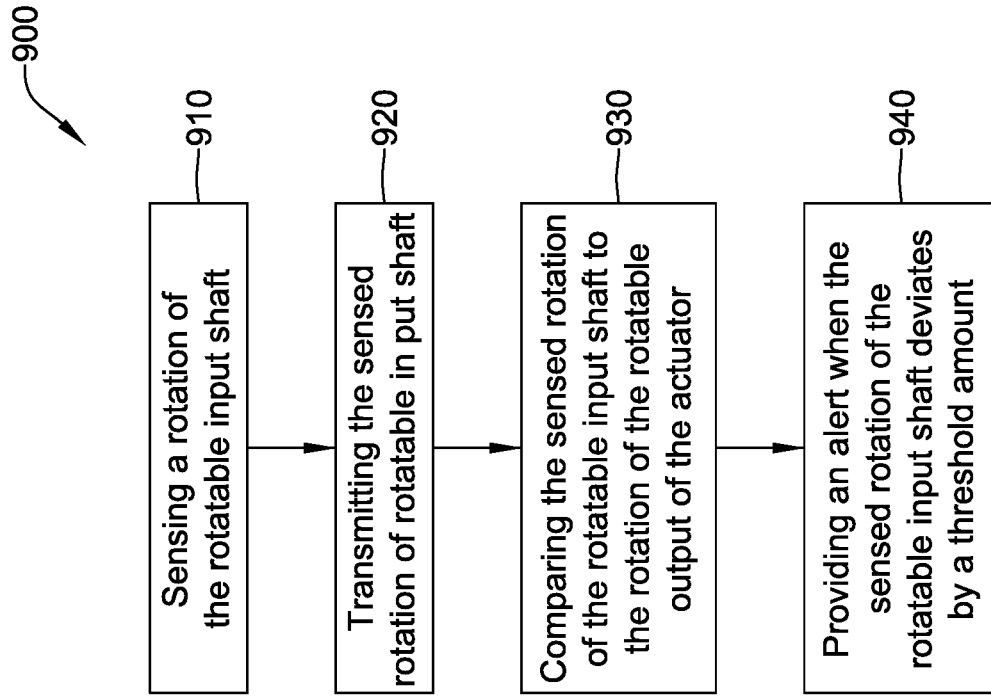 900
Sensing a rotation of
the rotatable input shaft
910
Transmitting the sensed
rotation of rotatable in put shaft
920
Comparing the sensed rotation
of the rotatable input shaft to
the rotation of the rotatable
output of the actuator
930
Providing an alert when the
sensed rotation of the
rotatable input shaft deviates
by a threshold amount
940